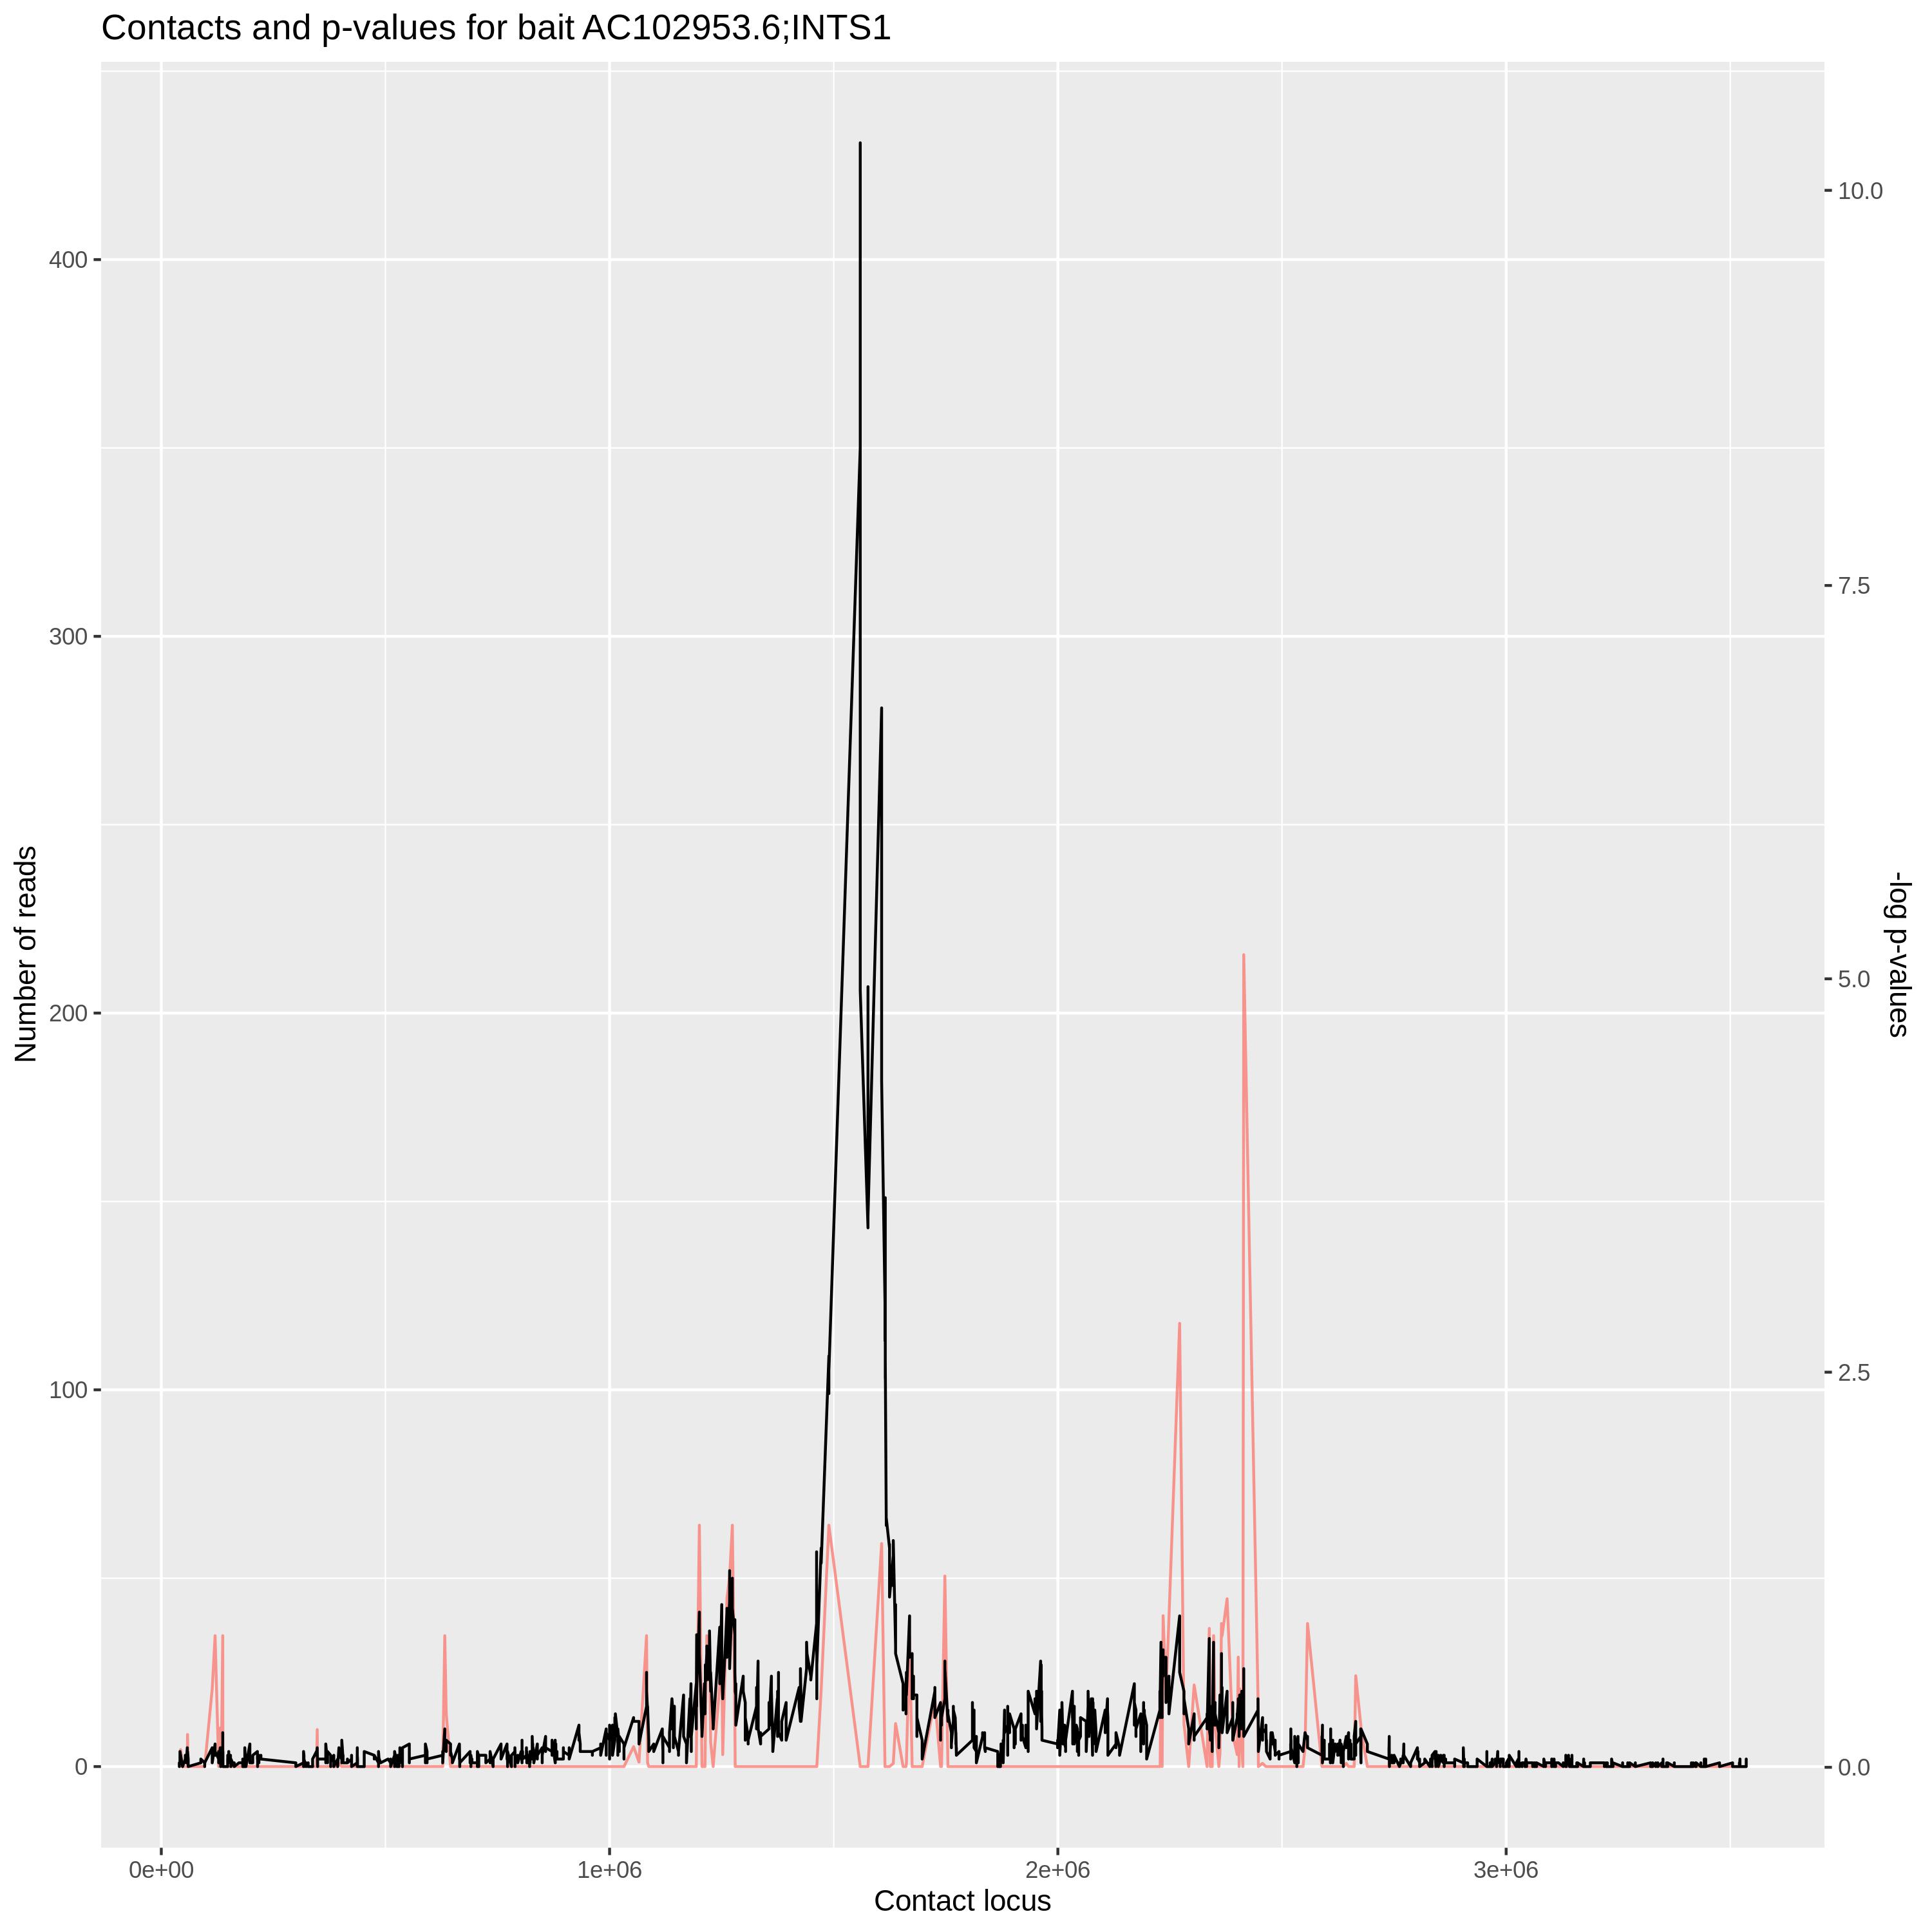 Contacts and p-values for bait AC102953.6;INTS1
Number of reads
400
300
200
100
0
10.0
7.5
5.0
2.5
0.0
-log p-values
0e+00
1e+06
2e+06
3e+06
Contact locus